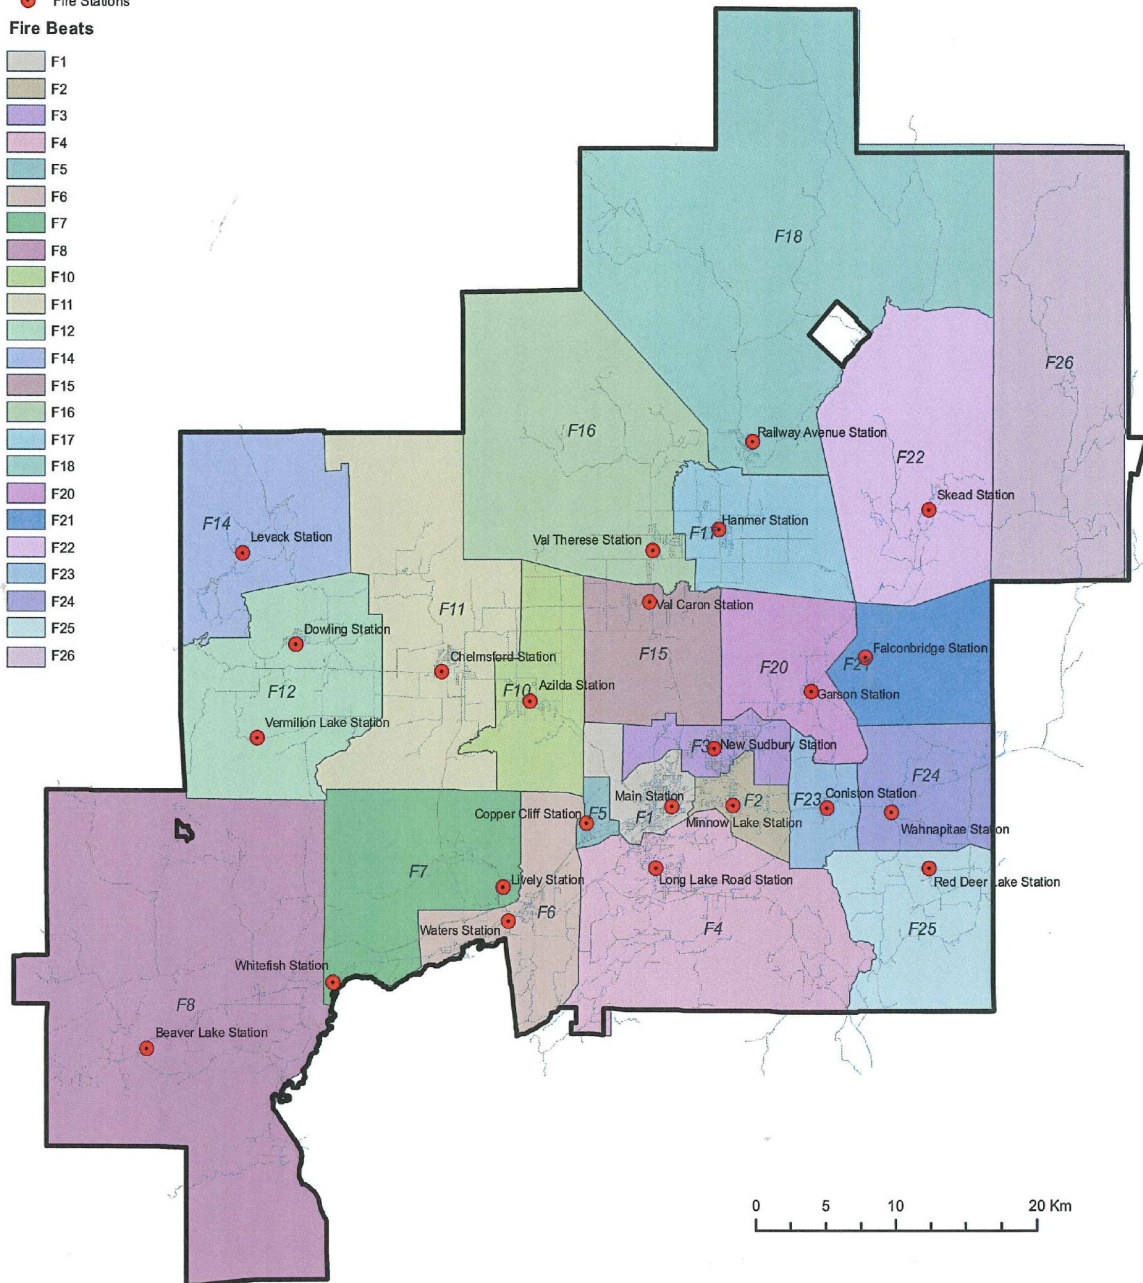 Fire Stations
Fire Beats
F1
F2
F3
F4
F5
F6
F7
F8
F10
F11
F12
F14
F15
F16
F17
F18
F20
F21
F22
F23
F24
F25
F26
F18
F26
F16
Railway Avenue Station
F22
Skead Station
F14
Levack Station
Hanmer Station
F17
Val Therese Station
F11
Val Caron Station
Dowling Station
F15
F20
Falconbridge Station
F21
Chelmsford Station
F12
F10
Azilda Station
Garson Station
Vermilion Lake Station
F3
New Sudbury Station
F24
Main Station
F2
F23
Coniston Station
Copper Cliff Station
F5
F1
Minnow Lake Station
Wahnapitae Station
F7
Lively Station
Long Lake Road Station
Red Deer Lake Station
F6
Waters Station
F4
F25
Whitefish Station
F8
Beaver Lake Station
0 5 10 20 Km